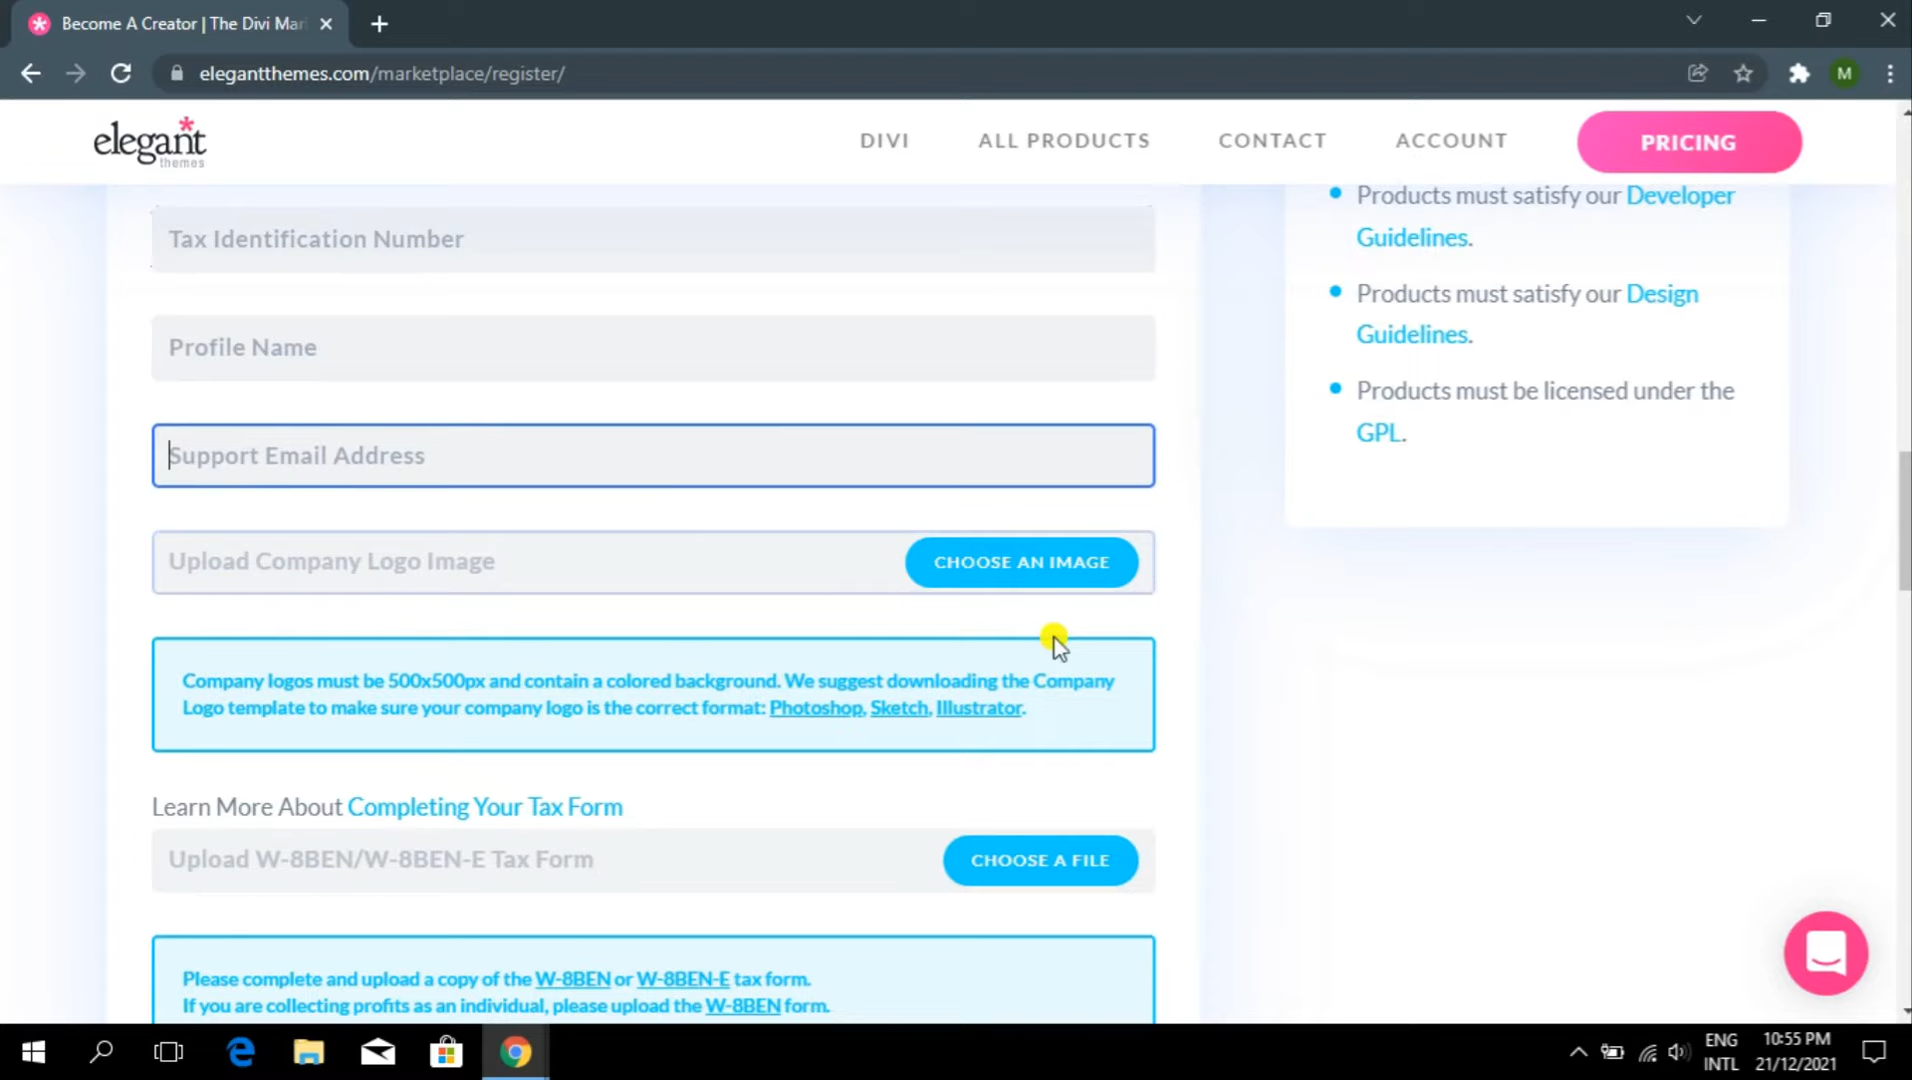 Become A Creator | The Divi Mar
elegantthemes.com/marketplace/register/
M
elegant
themes
DIVI
ALL PRODUCTS
CONTACT
ACCOUNT
PRICING
Tax Identification Number
Profile Name
Support Email Address
Upload Company Logo Image
CHOOSE AN IMAGE
Company logos must be 500x500px and contain a colored background. We suggest downloading the Company
Logo template to make sure your company logo is the correct format: Photoshop, Sketch, Illustrator.
Learn More About Completing Your Tax Form
Upload W-8BEN/W-8BEN-E Tax Form
CHOOSE A FILE
Please complete and upload a copy of the W-8BEN or W-8BEN-E tax form.
If you are collecting profits as an individual, please upload the W-8BEN form.
Products must satisfy our Developer
Guidelines.
Products must satisfy our Design
Guidelines.
Products must be licensed under the
GPL.
ENG
INTL
10:55 PM
21/12/2021